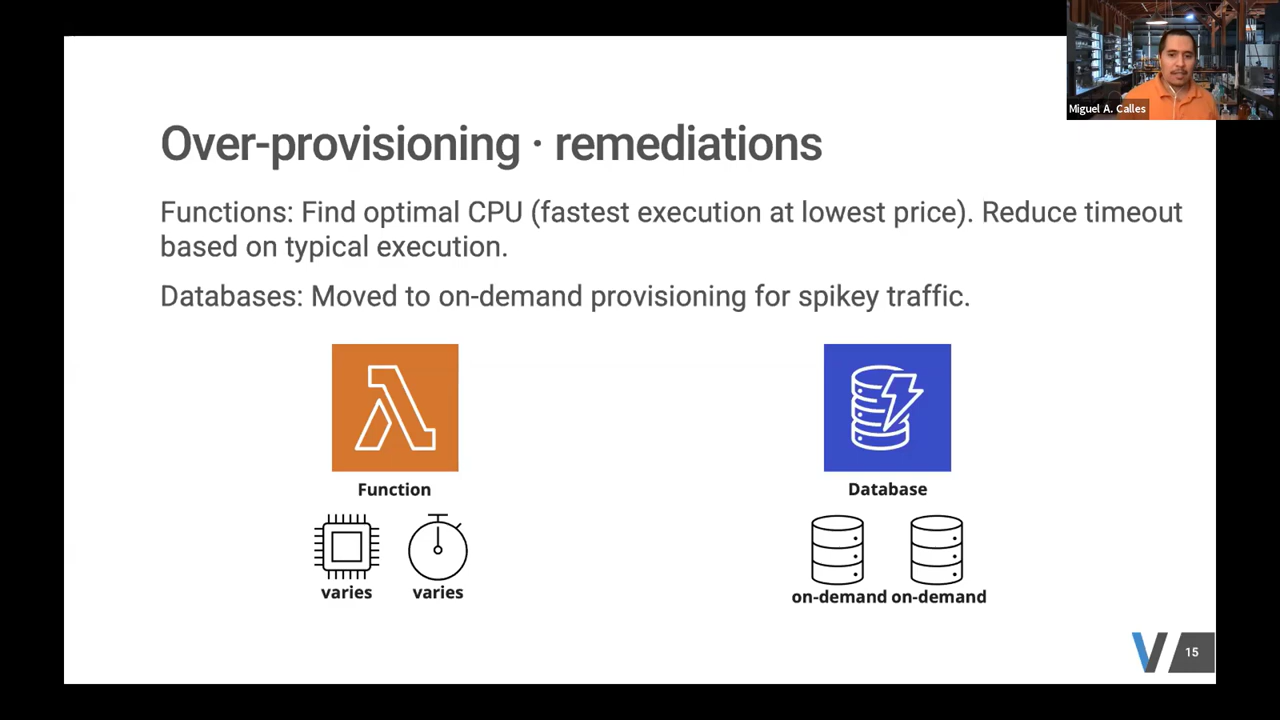 Miguel A. Calles
Over-provisioning · remediations
Functions: Find optimal CPU (fastest execution at lowest price). Reduce timeout
based on typical execution.
Databases: Moved to on-demand provisioning for spikey traffic.
Function
Database
varies
varies
on-demand
on-demand
V
15